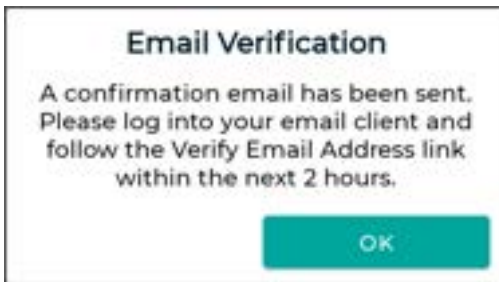 Email Verification
A confirmation email has been sent.
Please log into your email client and
follow the Verify Email Address link
within the next 2 hours.
OK